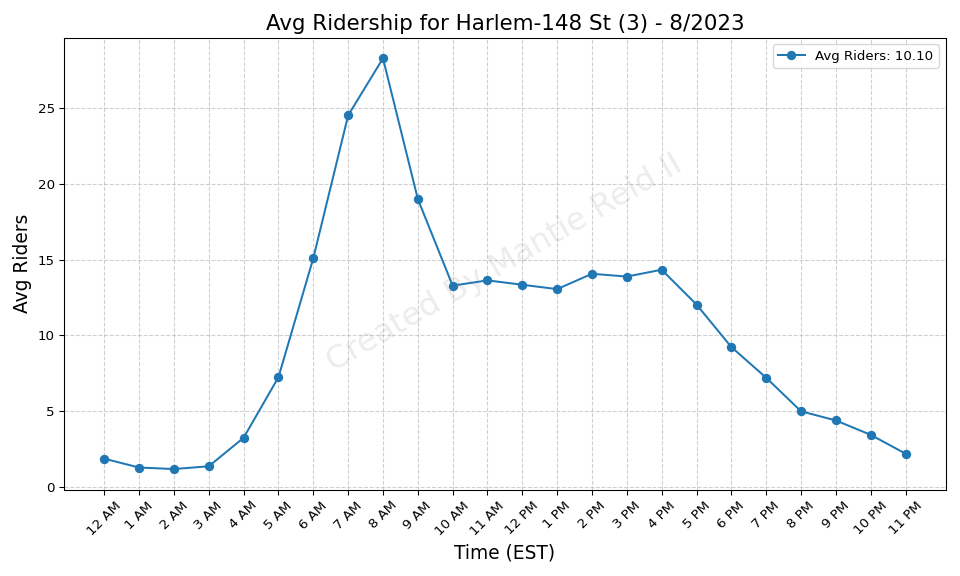 Avg Ridership for Harlem-148 St (3) - 8/2023
Avg Riders: 10.10
25
20
15
10
5
0
Avg Riders
Created By Mantie Reid II
12 AM
1 AM
2 AM
3 AM
4 AM
5 AM
6 AM
7 AM
8 AM
9 AM
10 AM
11 AM
12 PM
1 PM
2 PM
3 PM
4 PM
5 PM
6 PM
7 PM
8 PM
9 PM
10 PM
11 PM
Time (EST)